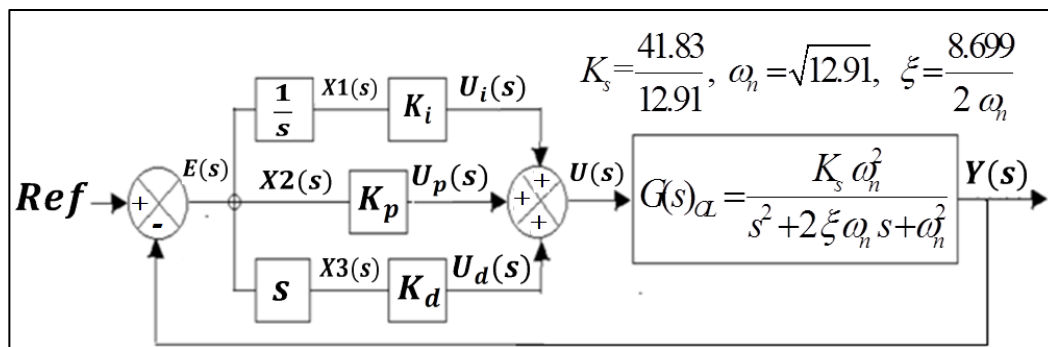 K_s = 41.83/12.91, ω_n = √12.91, ξ = 8.699/(2 ω_n)
1/s X1(s) K_i U_i(s)
Ref + - E(s) X2(s) K_p U_p(s) + + + U(s) G(s)_CL = K_s ω_n^2/(s^2+2ξω_n s+ω_n^2) Y(s)
s X3(s) K_d U_d(s)